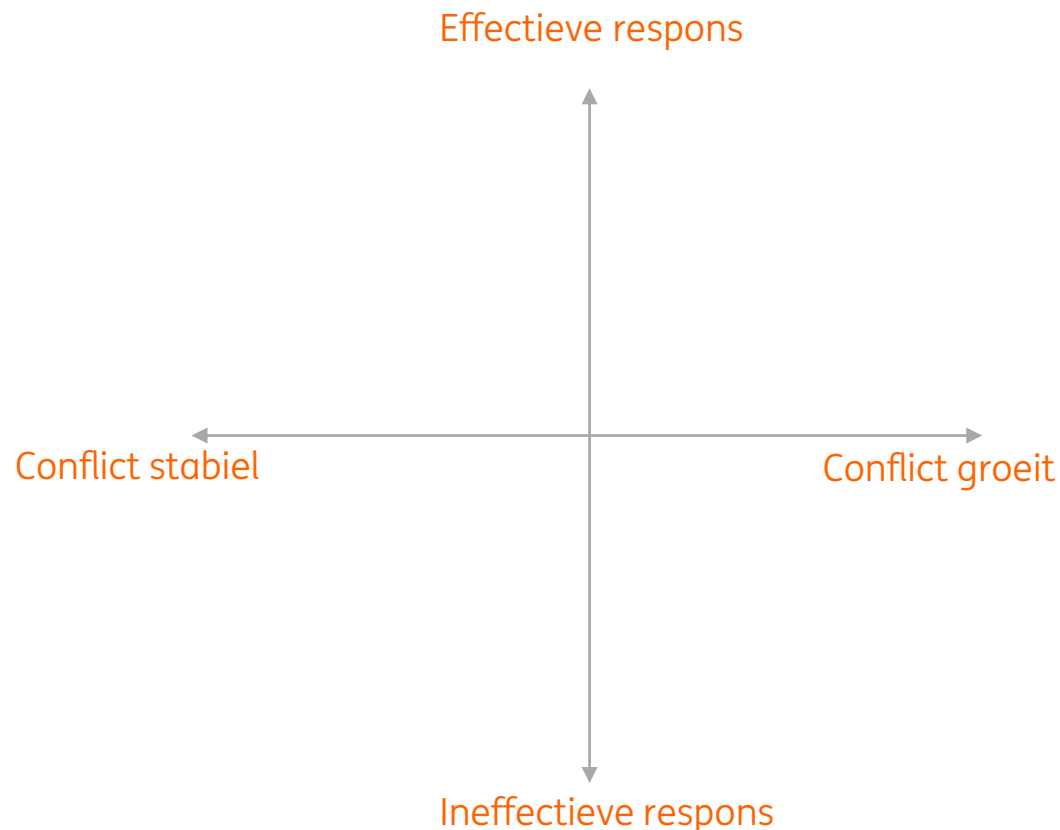 Effectieve respons
Conflict stabiel
Conflict groeit
Ineffectieve respons